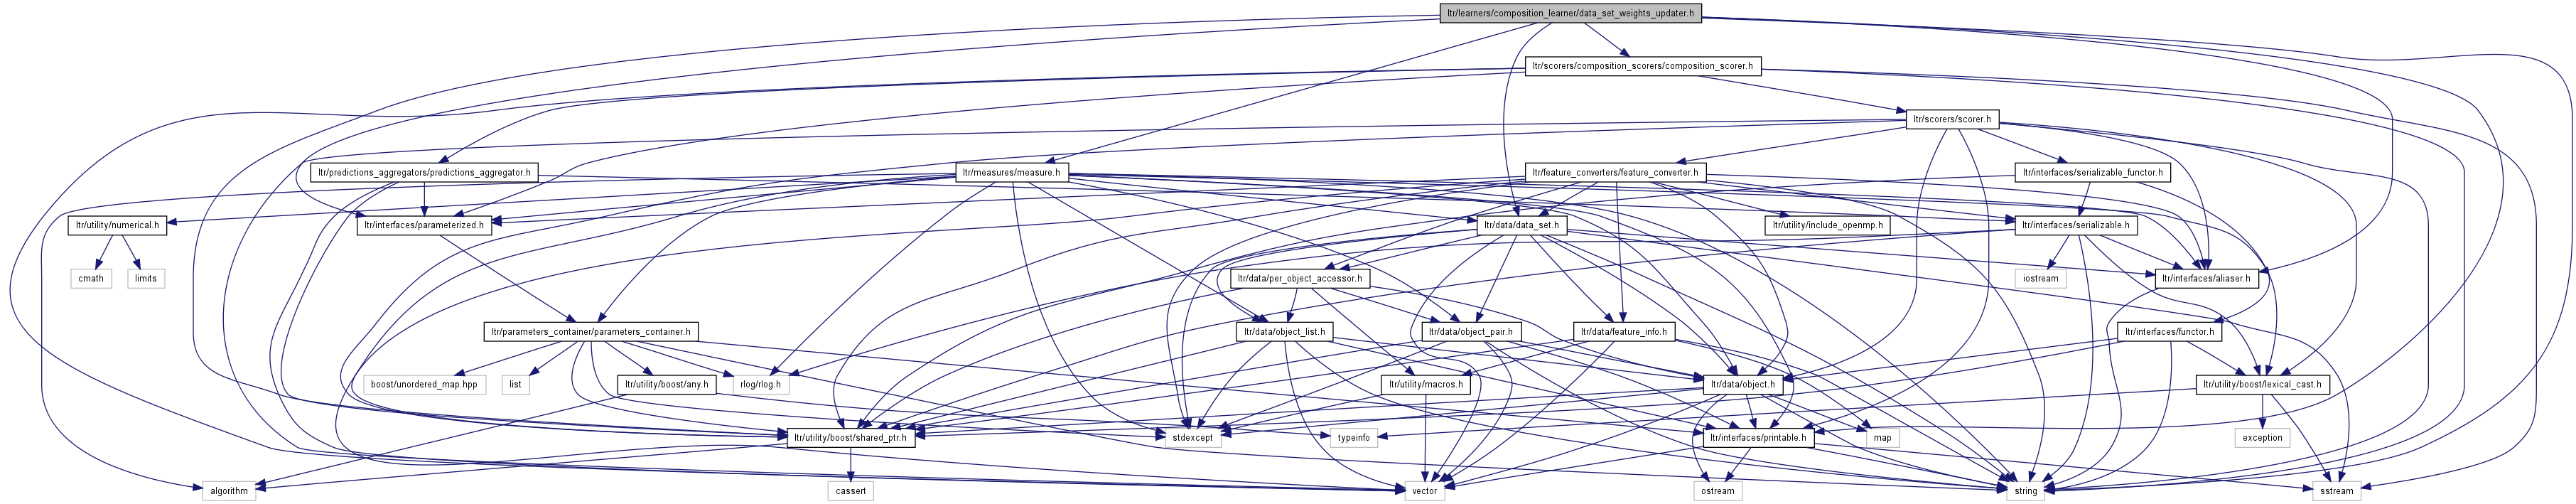 ltr/learners/composition_learner/data_set_weights_updater.h
ltr/scorers/composition_scorers/composition_scorer.h
ltr/scorers/scorer.h
ltr/predictions_aggregators/predictions_aggregator.h
ltr/measures/measure.h
ltr/feature_converters/feature_converter.h
ltr/interfaces/serializable_functor.h
ltr/utility/numerical.h
ltr/interfaces/parameterized.h
ltr/data/data_set.h
ltr/utility/include_openmp.h
ltr/interfaces/serializable.h
cmath
limits
ltr/data/per_object_accessor.h
iostream
ltr/interfaces/aliaser.h
ltr/parameters_container/parameters_container.h
ltr/data/object_list.h
ltr/data/object_pair.h
ltr/data/feature_info.h
ltr/interfaces/functor.h
boost/unordered_map.hpp
list
ltr/utility/boost/any.h
rlog/rlog.h
ltr/utility/macros.h
ltr/data/object.h
ltr/utility/boost/lexical_cast.h
ltr/utility/boost/shared_ptr.h
stdexcept
typeinfo
ltr/interfaces/printable.h
map
exception
algorithm
cassert
vector
ostream
string
sstream